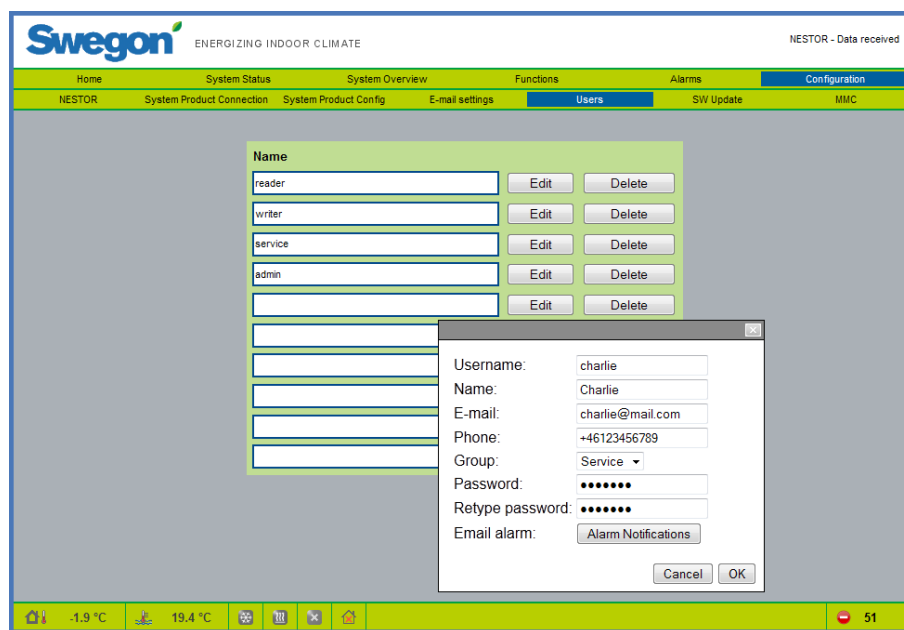 Swegon ENERGIZING INDOOR CLIMATE
NESTOR - Data received
Home System Status System Overview Functions Alarms Configuration
NESTOR System Product Connection System Product Config E-mail settings Users SW Update MMC
Name
reader Edit Delete
writer Edit Delete
service Edit Delete
admin Edit Delete
Edit Delete
Username: charlie
Name: Charlie
E-mail: charlie@mail.com
Phone: +46123456789
Group: Service
Password: •••••••
Retype password: •••••••
Email alarm: Alarm Notifications
Cancel OK
-1.9 °C 19.4 °C 51